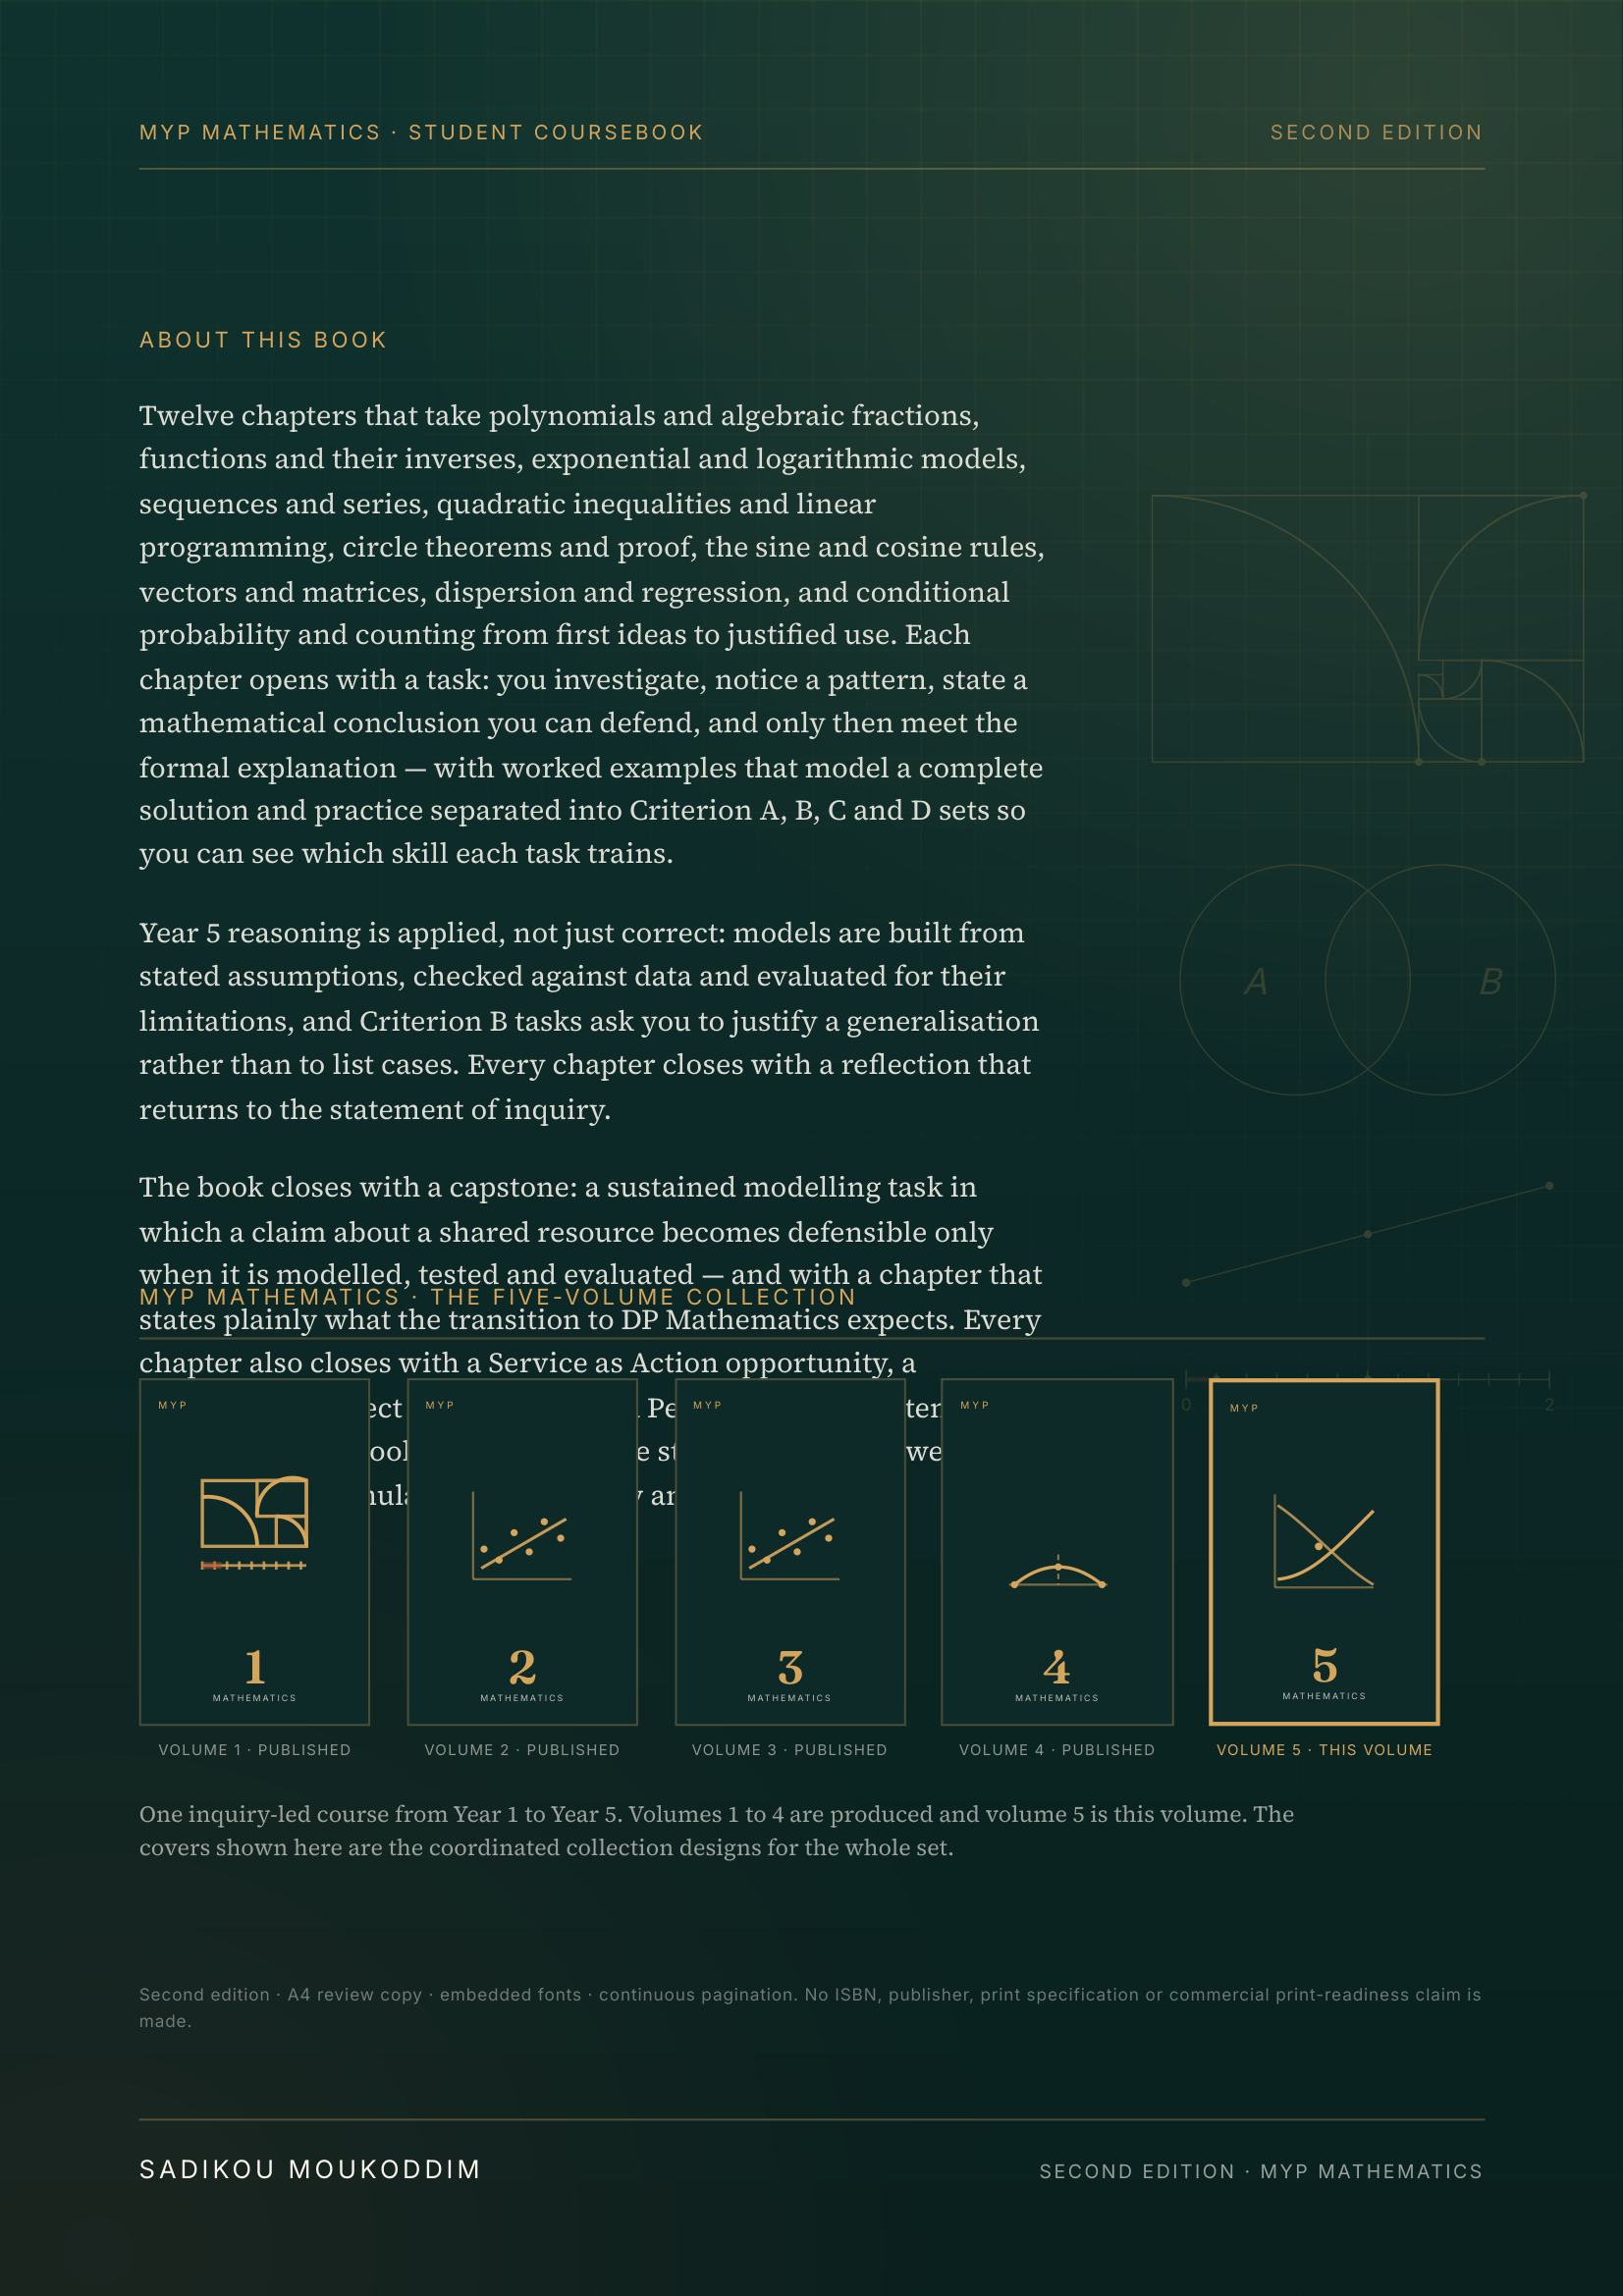 MYP MATHEMATICS · STUDENT COURSEBOOK
SECOND EDITION
ABOUT THIS BOOK
Twelve chapters that take polynomials and algebraic fractions,
functions and their inverses, exponential and logarithmic models,
sequences and series, quadratic inequalities and linear
programming, circle theorems and proof, the sine and cosine rules,
vectors and matrices, dispersion and regression, and conditional
probability and counting from first ideas to justified use. Each
chapter opens with a task: you investigate, notice a pattern, state a
mathematical conclusion you can defend, and only then meet the
formal explanation — with worked examples that model a complete
solution and practice separated into Criterion A, B, C and D sets so
you can see which skill each task trains.
Year 5 reasoning is applied, not just correct: models are built from
stated assumptions, checked against data and evaluated for their
limitations, and Criterion B tasks ask you to justify a generalisation
rather than to list cases. Every chapter closes with a reflection that
returns to the statement of inquiry.
The book closes with a capstone: a sustained modelling task in
which a claim about a shared resource becomes defensible only
when it is modelled, tested and evaluated — and with a chapter that
MYP MATHEMATICS · THE FIVE-VOLUME COLLECTION
states plainly what the transition to DP Mathematics expects. Every
chapter also closes with a Service as Action opportunity, a
A
B
0
2
MYP
1
MATHEMATICS
VOLUME 1 · PUBLISHED
MYP
2
MATHEMATICS
VOLUME 2 · PUBLISHED
MYP
3
MATHEMATICS
VOLUME 3 · PUBLISHED
MYP
4
MATHEMATICS
VOLUME 4 · PUBLISHED
MYP
5
MATHEMATICS
VOLUME 5 · THIS VOLUME
One inquiry-led course from Year 1 to Year 5. Volumes 1 to 4 are produced and volume 5 is this volume. The
covers shown here are the coordinated collection designs for the whole set.
Second edition · A4 review copy · embedded fonts · continuous pagination. No ISBN, publisher, print specification or commercial print-readiness claim is
made.
SADIKOU MOUKODDIM
SECOND EDITION · MYP MATHEMATICS